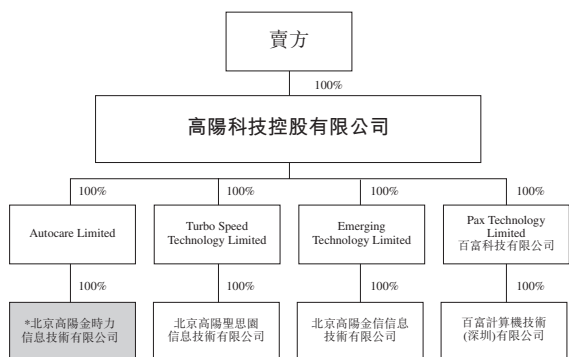 賣方
100%
高陽科技控股有限公司
100%
100%
100%
100%
Autocare Limited
Turbo Speed
Technology Limited
Emerging
Technology Limited
Pax Technology
Limited
百富科技有限公司
100%
100%
100%
100%
*北京高陽金時力
信息技術有限公司
北京高陽聖思園
信息技術有限公司
北京高陽金信信息
技術有限公司
百富計算機技術
(深圳)有限公司